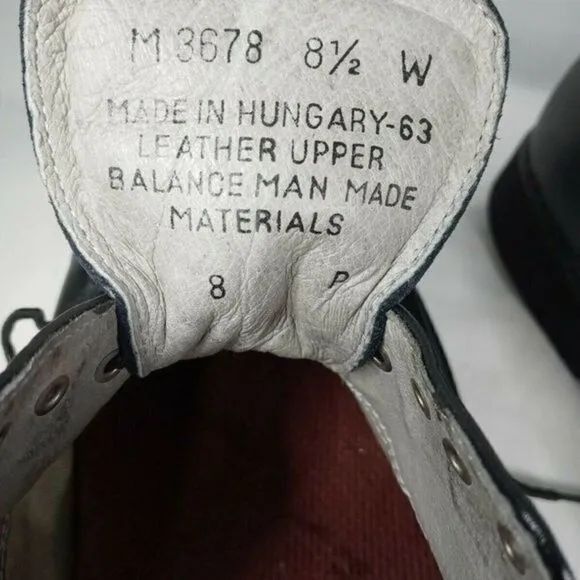 M 3678 8½ W
MADE IN HUNGARY-63
LEATHER UPPER
BALANCE MAN MADE
MATERIALS
8 P